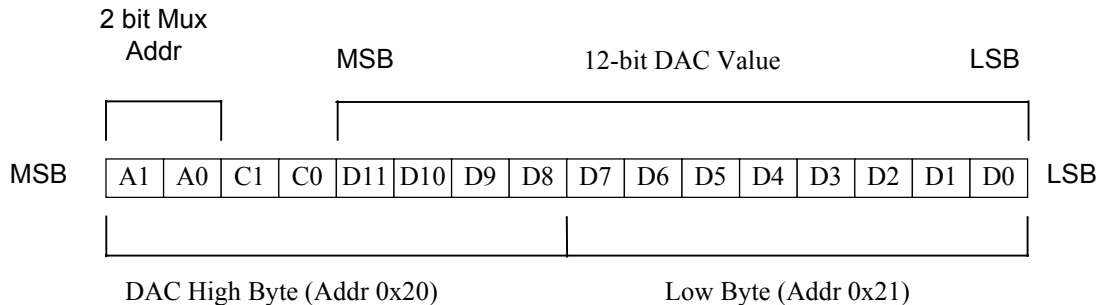 2 bit Mux
Addr
MSB 12-bit DAC Value LSB
MSB A1 A0 C1 C0 D11 D10 D9 D8 D7 D6 D5 D4 D3 D2 D1 D0 LSB
DAC High Byte (Addr 0x20) Low Byte (Addr 0x21)